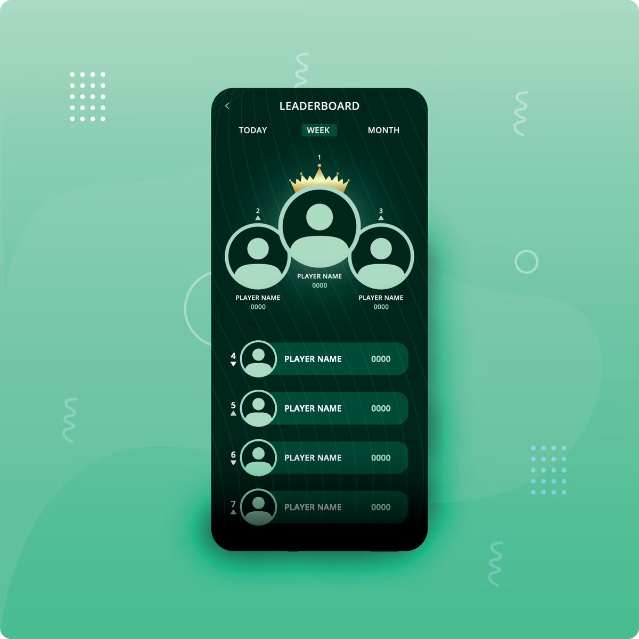 LEADERBOARD
TODAY WEEK MONTH
1
2 3
PLAYER NAME
0000
PLAYER NAME PLAYER NAME
0000 0000
4 PLAYER NAME 0000
5 PLAYER NAME 0000
6 PLAYER NAME 0000
7 PLAYER NAME 0000